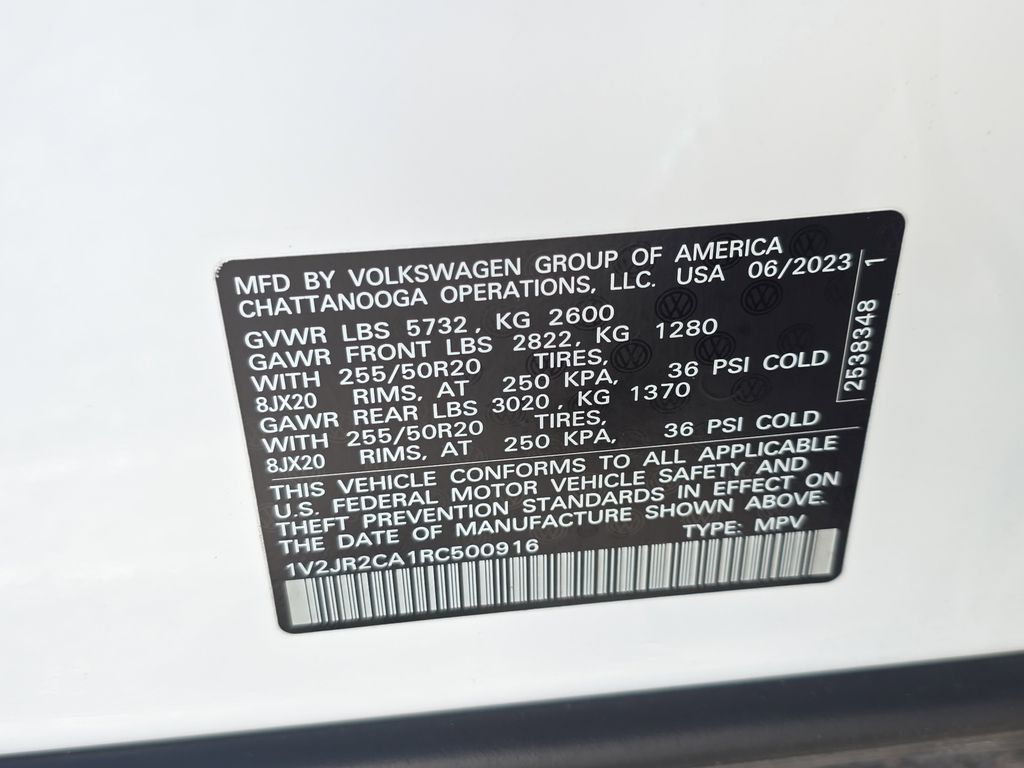 MFD BY VOLKSWAGEN GROUP OF AMERICA
CHATTANOOGA OPERATIONS, LLC. USA 06/2023
GVWR LBS 5732, KG 2600
GAWR FRONT LBS 2822, KG 1280
WITH 255/50R20 TIRES,
8JX20 RIMS, AT 250 KPA, 36 PSI COLD
GAWR REAR LBS 3020, KG 1370
WITH 255/50R20 TIRES,
8JX20 RIMS, AT 250 KPA, 36 PSI COLD
THIS VEHICLE CONFORMS TO ALL APPLICABLE
U.S. FEDERAL MOTOR VEHICLE SAFETY AND
THEFT PREVENTION STANDARDS IN EFFECT ON
THE DATE OF MANUFACTURE SHOWN ABOVE.
1V2JR2CA1RC500916 TYPE: MPV
2538348 1